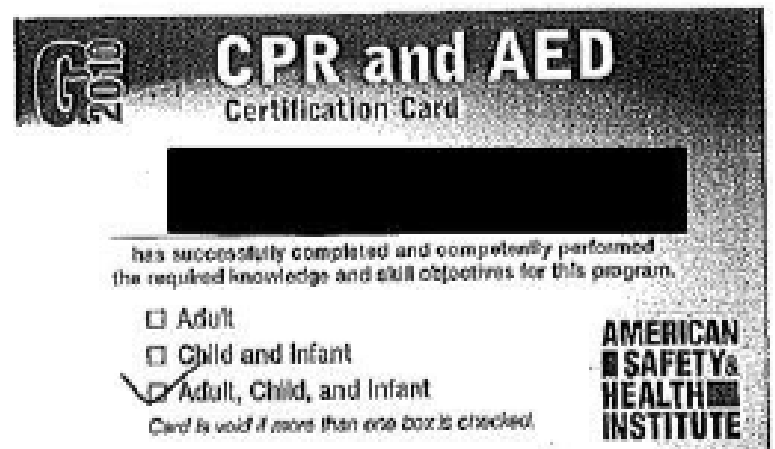 G2010
CPR and AED
Certification Card
has successfully completed and competently performed
the required knowledge and skill objectives for this program.
Adult
Child and Infant
Adult, Child, and Infant
Card is void if more than one box is checked.
AMERICAN
SAFETY&
HEALTH
INSTITUTE